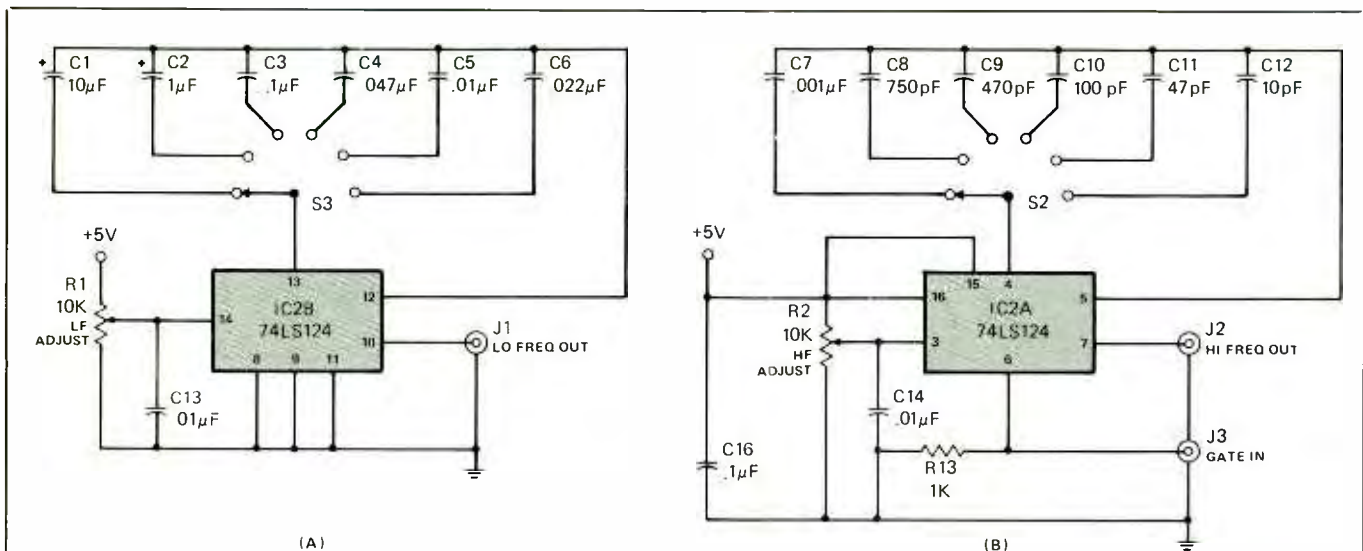 + C1
10µF
+ C2
1µF
C3
.1µF
C4
.047µF
C5
.01µF
C6
.022µF
S3
+5V
R1
10K
LF
ADJUST
13
14
12
IC2B
74LS124
10
8
9
11
J1
LO FREQ OUT
C13
.01µF
(A)
C7
.001µF
C8
750pF
C9
470pF
C10
100 pF
C11
47pF
C12
10pF
S2
+5V
15
4
16
5
IC2A
74LS124
3
7
6
R2
10K
HF
ADJUST
J2
HI FREQ OUT
C14
.01µF
J3
GATE IN
C16
.1µF
R13
1K
(B)